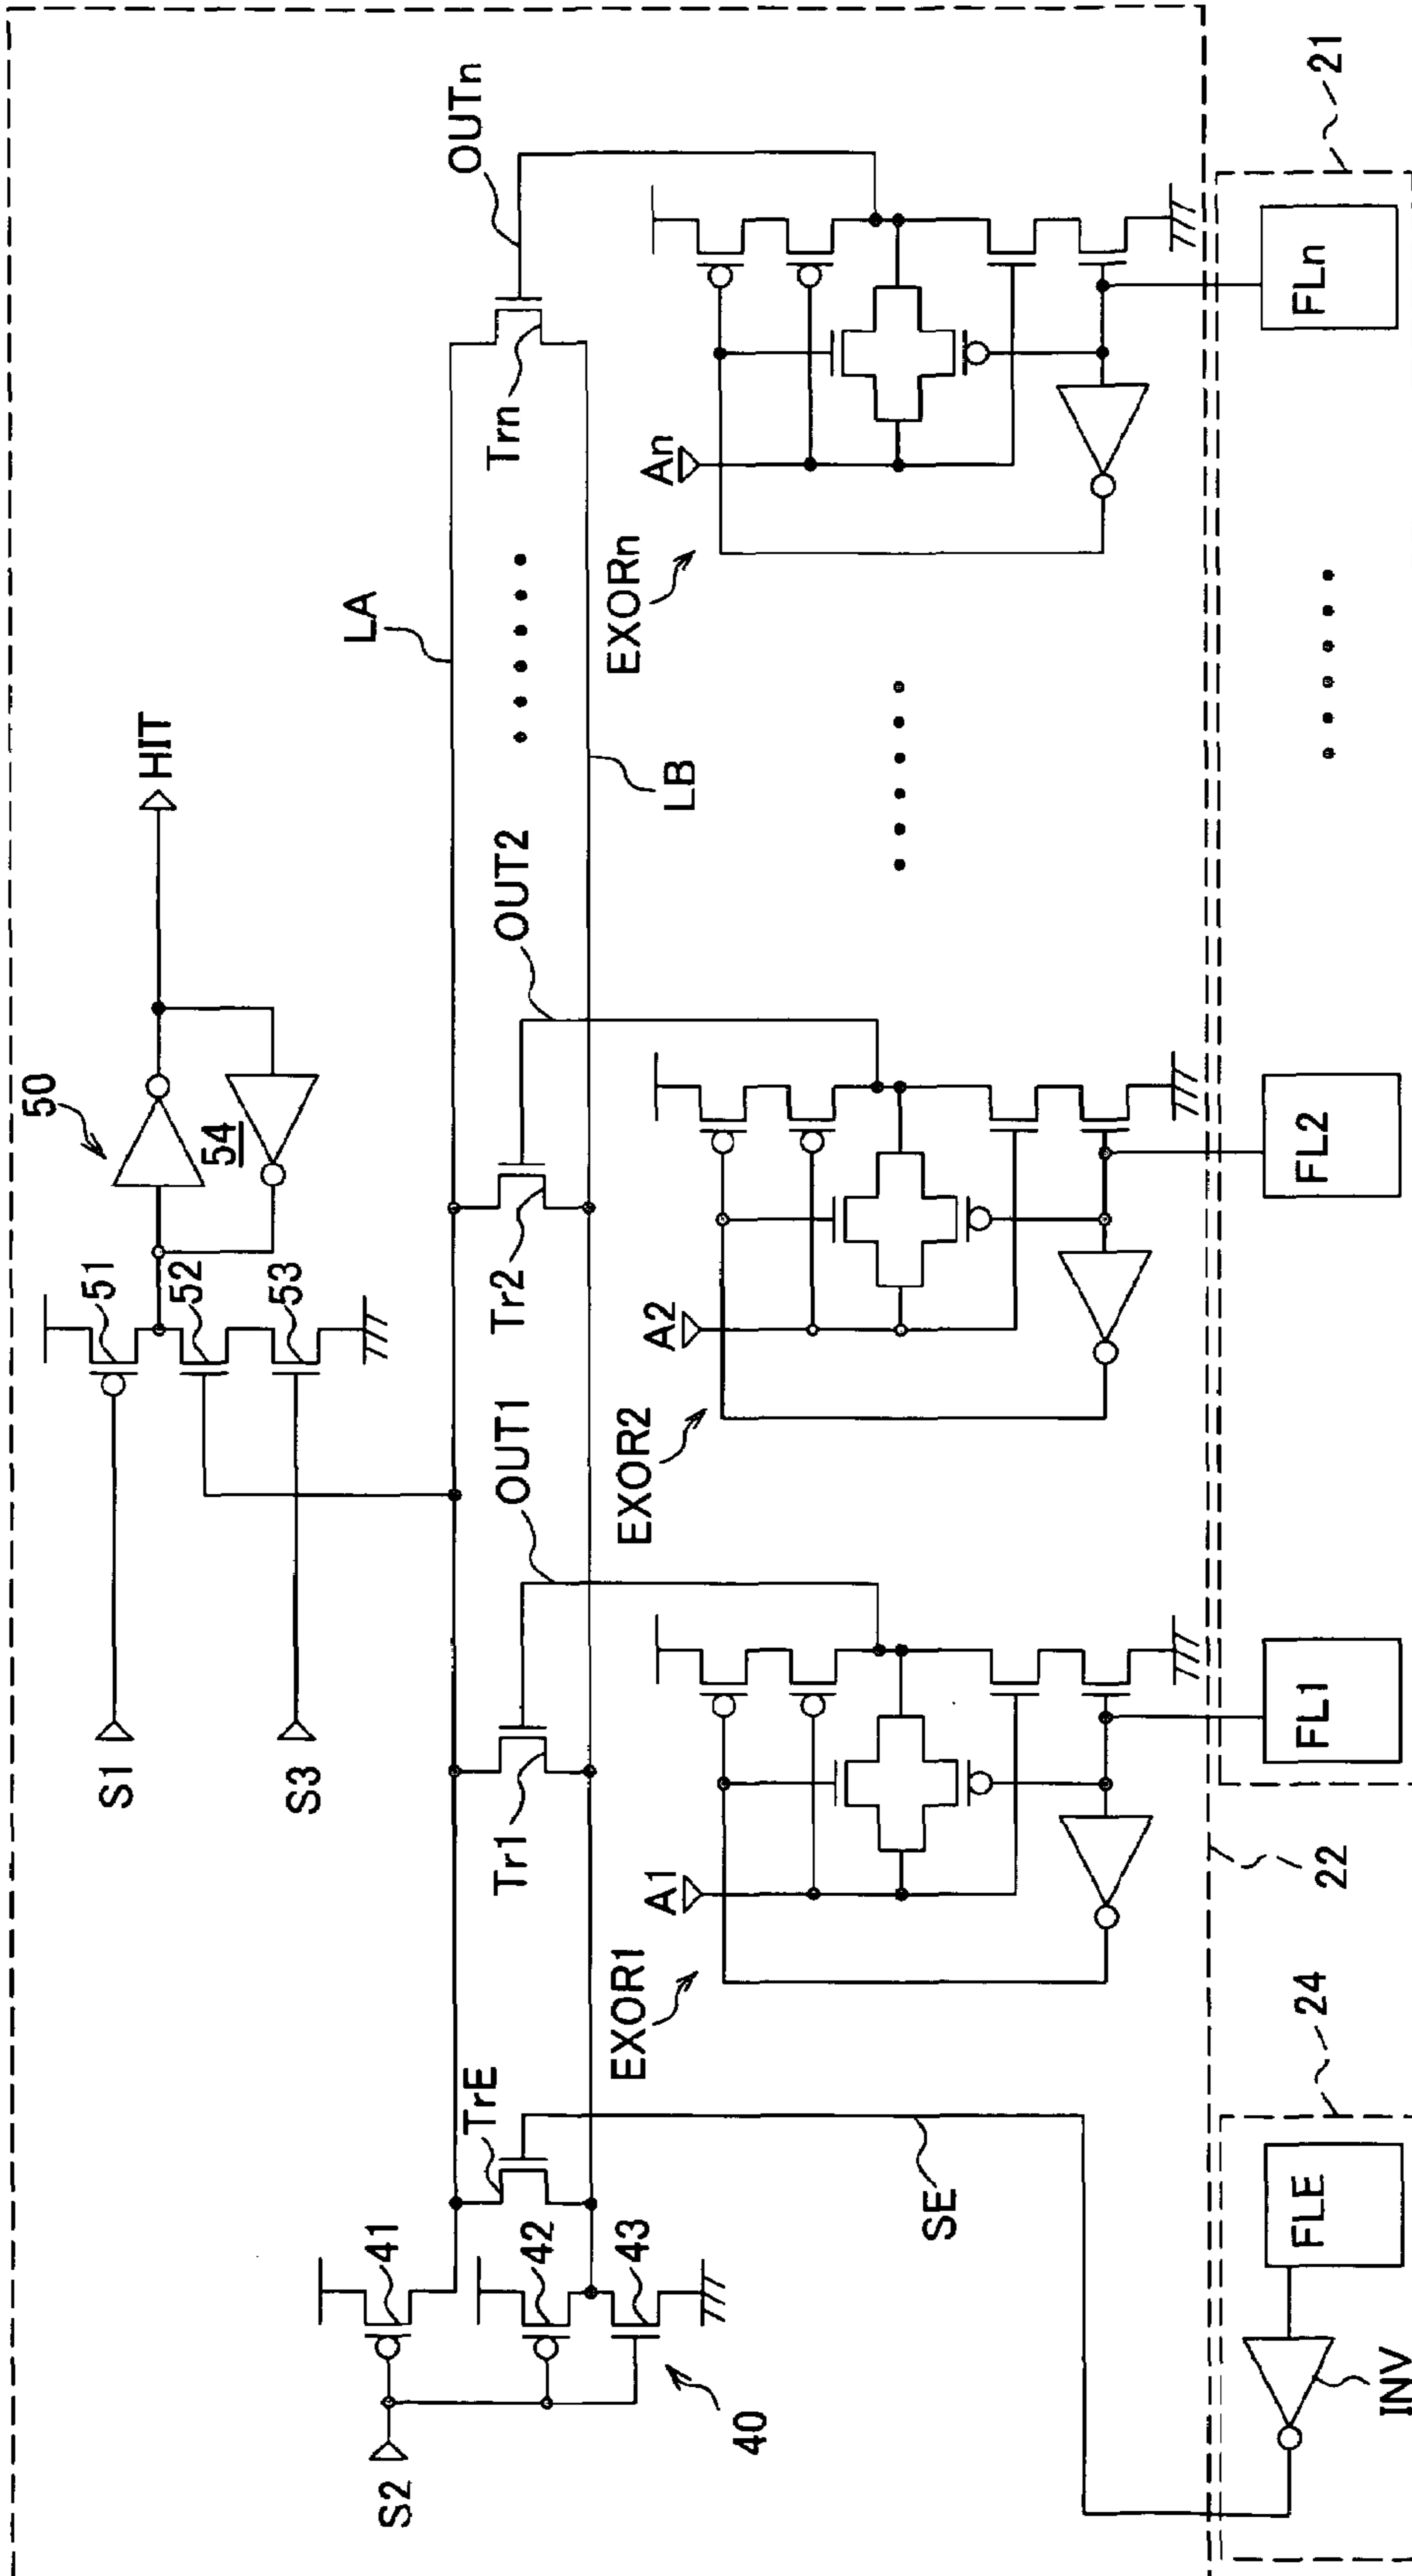 50
54
HIT
51
52
53
S1
S3
LA
LB
OUT1
OUT2
OUTn
TrE
Tr1
Tr2
Trn
41
42
43
S2
40
SE
A1
A2
An
EXOR1
EXOR2
EXORn
22
24
21
FLE
FL1
FL2
FLn
INV